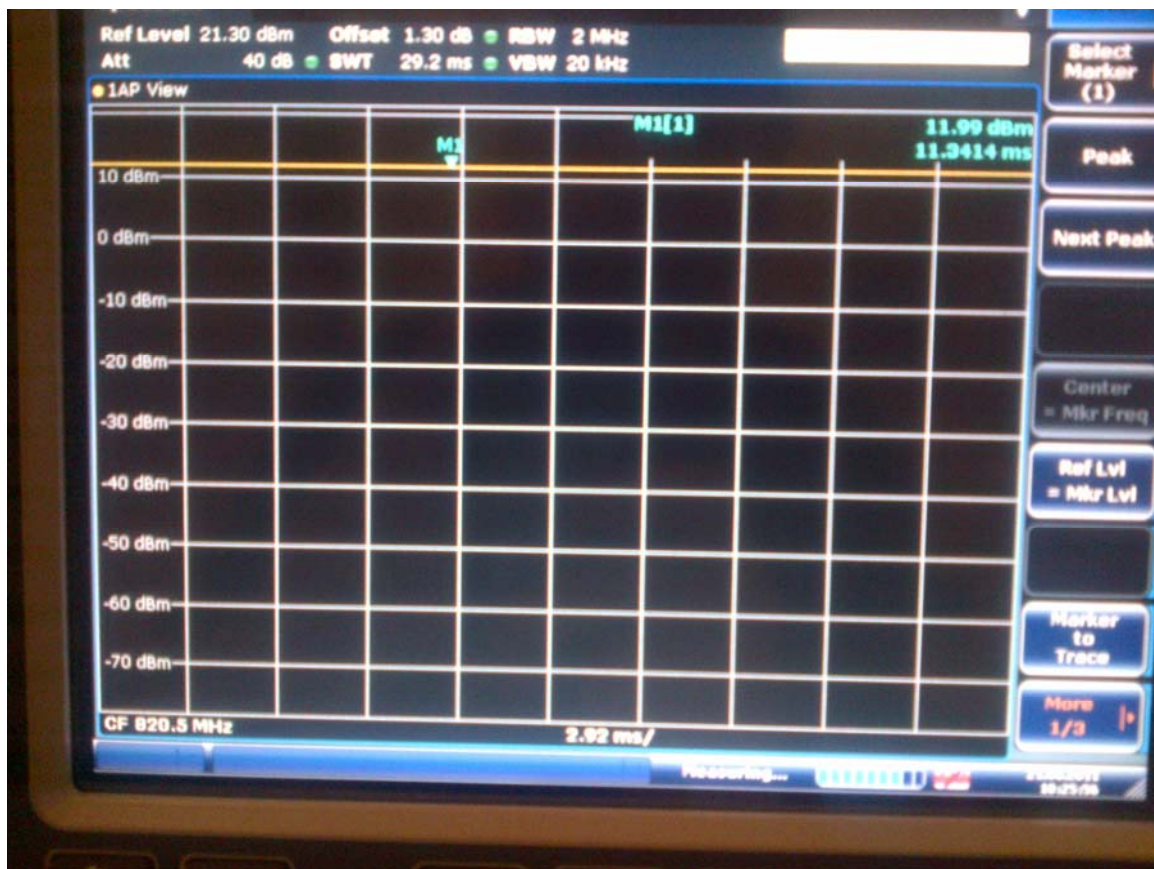 Ref Level 21.30 dBm Offset 1.30 dB RBW 2 MHz
Att 40 dB SWT 29.2 ms VBW 20 kHz
1AP View
M1[1] 11.99 dBm
11.3414 ms
M1
10 dBm
0 dBm
-10 dBm
-20 dBm
-30 dBm
-40 dBm
-50 dBm
-60 dBm
-70 dBm
CF 820.5 MHz 2.92 ms/
Measuring...
Select
Marker
(1)
Peak
Next Peak
Center
= Mkr Freq
Ref Lvl
= Mkr Lvl
Marker
to
Trace
More
1/3